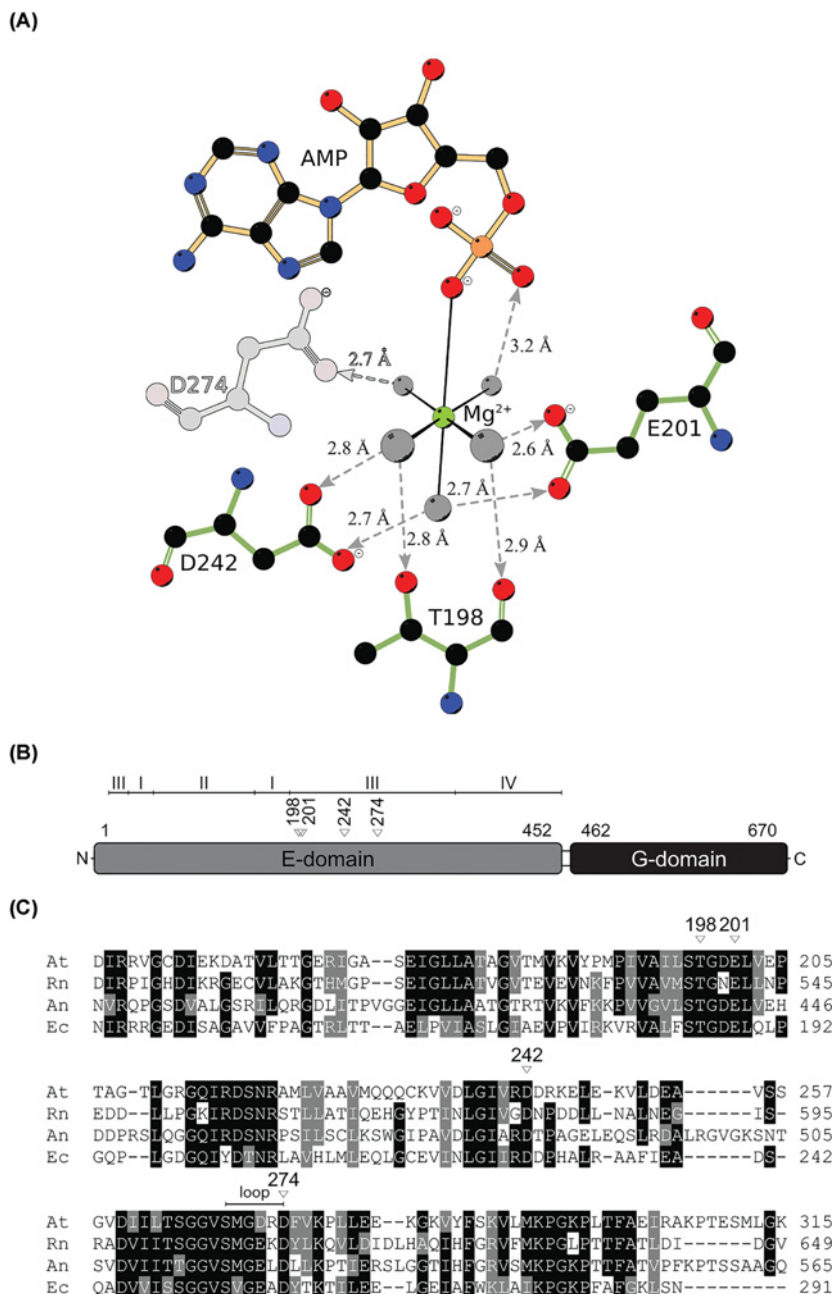 (A)
AMP
3.2 Å
2.7 Å
D274
Mg²⁺
E201
2.8 Å
2.6 Å
2.7 Å
2.7 Å
2.8 Å
2.9 Å
D242
T198
(B)
III I II I III IV
198 201 242 274
1 452 462 670
N E-domain G-domain C
(C)
198 201
At DIRRVGCDIEKDATVLTTGERIGA--SEIGLLATAGVTMVKVYPMPIVAILSTGDELVEP 205
Rn DIRPIGHDIKRGECVLAKGTHMGP--SEIGLLATVGVTEVEVNKFPVVAVMSTGNELLNP 545
An NVRQPGSDVALGSRILQRGDLITPVGGEIGLLAATGTRTVKVFKKPVVGVLSTGDELVEH 446
Ec NIRRRGEDISAGAVVFPAGTRLTT--AELPVIASLGIAEVPVIRKVRVALFSTGDELQLP 192
242
At TAG-TLGRGQIRDSNRAMLVAAVMQQQCKVVDLGIVRDDRKELE-KVLDEA------VSS 257
Rn EDD--LLPGKIRDSNRSTLLATIQEHGYPTINLGIVGDNPDDLL-NALNEG------IS- 595
An DDPRSLQGGQIRDSNRPSILSCLKSWGIPAVDLGIARDTPAGELEQSLRDALRGVGKSNT 505
Ec GQP--LGDGQIYDTNRLAVHLMLEQLGCEVINLGIIRDDPHALR-AAFIEA------DS- 242
loop 274
At GVDIILTSGGVSMGDRDFVKPLLEE--KGKVYFSKVLMKPGKPLTFAEIRAKPTESMLGK 315
Rn RADVIITSGGVSMGEKDYLKQVLDIDLHAQIHFGRVFMKPGLPTTFATLDI-----DGV 649
An ADVIITTGGVSMGELDLLKPTIERSLGGTIHFGRVSMKPGKPTTFATVPFKPTSSAAGQ 565
Ec QADVVISSGGVSVGEADYTKTILEE--LGEIAFWKLAIKPGKPFAFGKLSN--------- 291